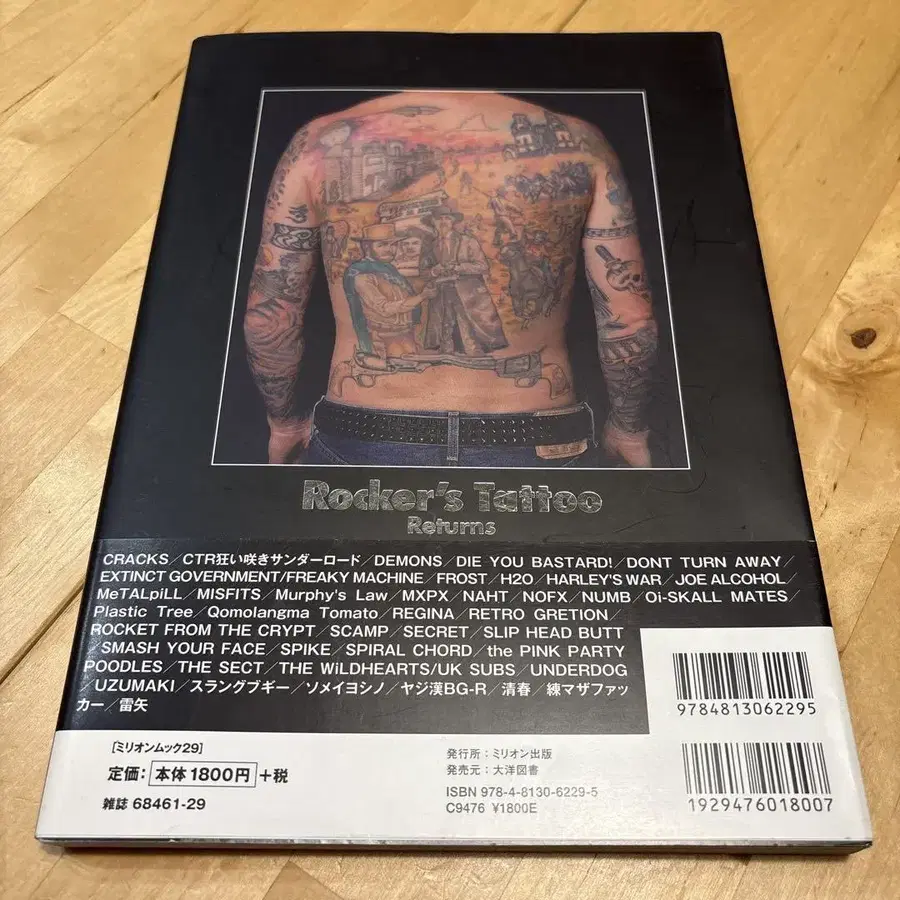 Rocker's Tattoo
Returns
CRACKS／CTR狂い咲きサンダーロード／DEMONS／DIE YOU BASTARD!／DONT TURN AWAY／
EXTINCT GOVERNMENT/FREAKY MACHINE／FROST／H2O／HARLEY'S WAR／JOE ALCOHOL／
MeTALpiLL／MISFITS／Murphy's Law／MXPX／NAHT／NOFX／NUMB／Oi-SKALL MATES／
Plastic Tree／Qomolangma Tomato／REGINA／RETRO GRETION／
ROCKET FROM THE CRYPT／SCAMP／SECRET／SLIP HEAD BUTT
／SMASH YOUR FACE／SPIKE／SPIRAL CHORD／the PINK PARTY
POODLES／THE SECT／THE WiLDHEARTS/UK SUBS／UNDERDOG
／UZUMAKI／スラングブギー／ソメイヨシノ／ヤジ漢BG-R／清春／練マザファッ
カー／雷矢
9784813062295
[ミリオンムック29]
定価：本体1800円＋税
雑誌 68461-29
発行所：ミリオン出版
発売元：大洋図書
ISBN 978-4-8130-6229-5
C9476 ¥1800E
1929476018007